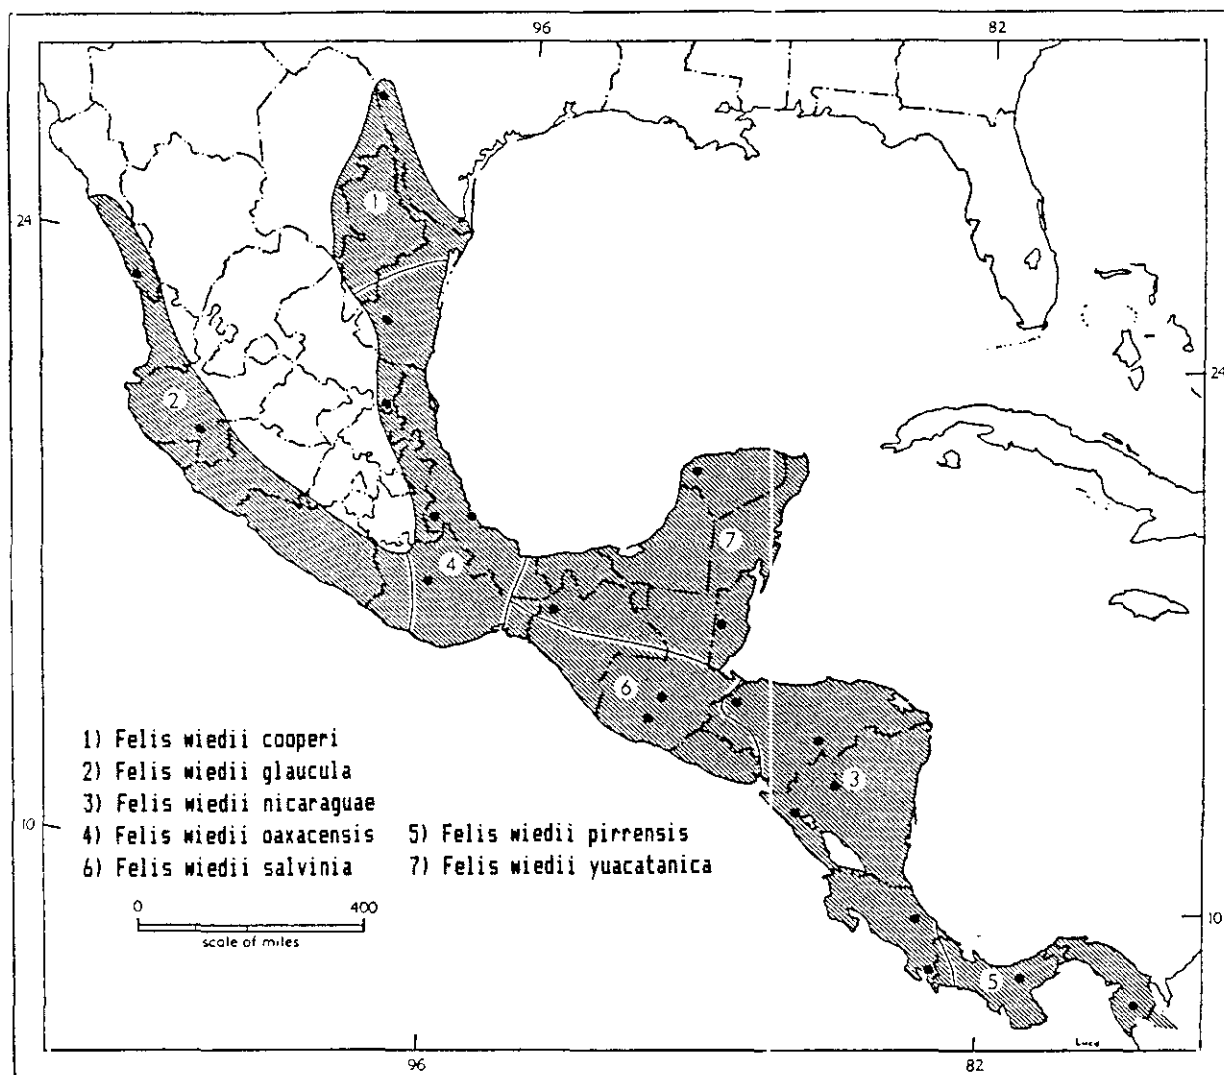 96 82
24
1
2
24
7
4
6
1) Felis wiedii cooperi
2) Felis wiedii glaucula
3) Felis wiedii nicaraguae
3
10
4) Felis wiedii oaxacensis 5) Felis wiedii pirrensis
6) Felis wiedii salvinia 7) Felis wiedii yuacatanica
0 400
scale of miles
10
5
Luca
96 82